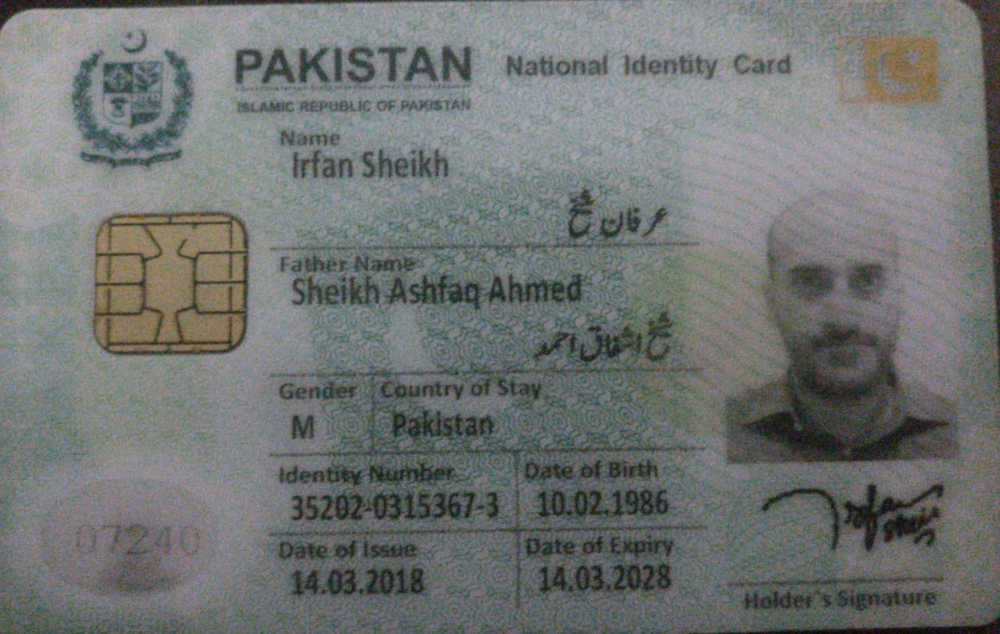 PAKISTAN National Identity Card
ISLAMIC REPUBLIC OF PAKISTAN
Name
Irfan Sheikh
عرفان شیخ
Father Name
Sheikh Ashfaq Ahmed
شیخ اشفاق احمد
Gender Country of Stay
M Pakistan
Identity Number Date of Birth
35202-0315367-3 10.02.1986
Date of Issue Date of Expiry
14.03.2018 14.03.2028
07240
Irfan
Holder's Signature